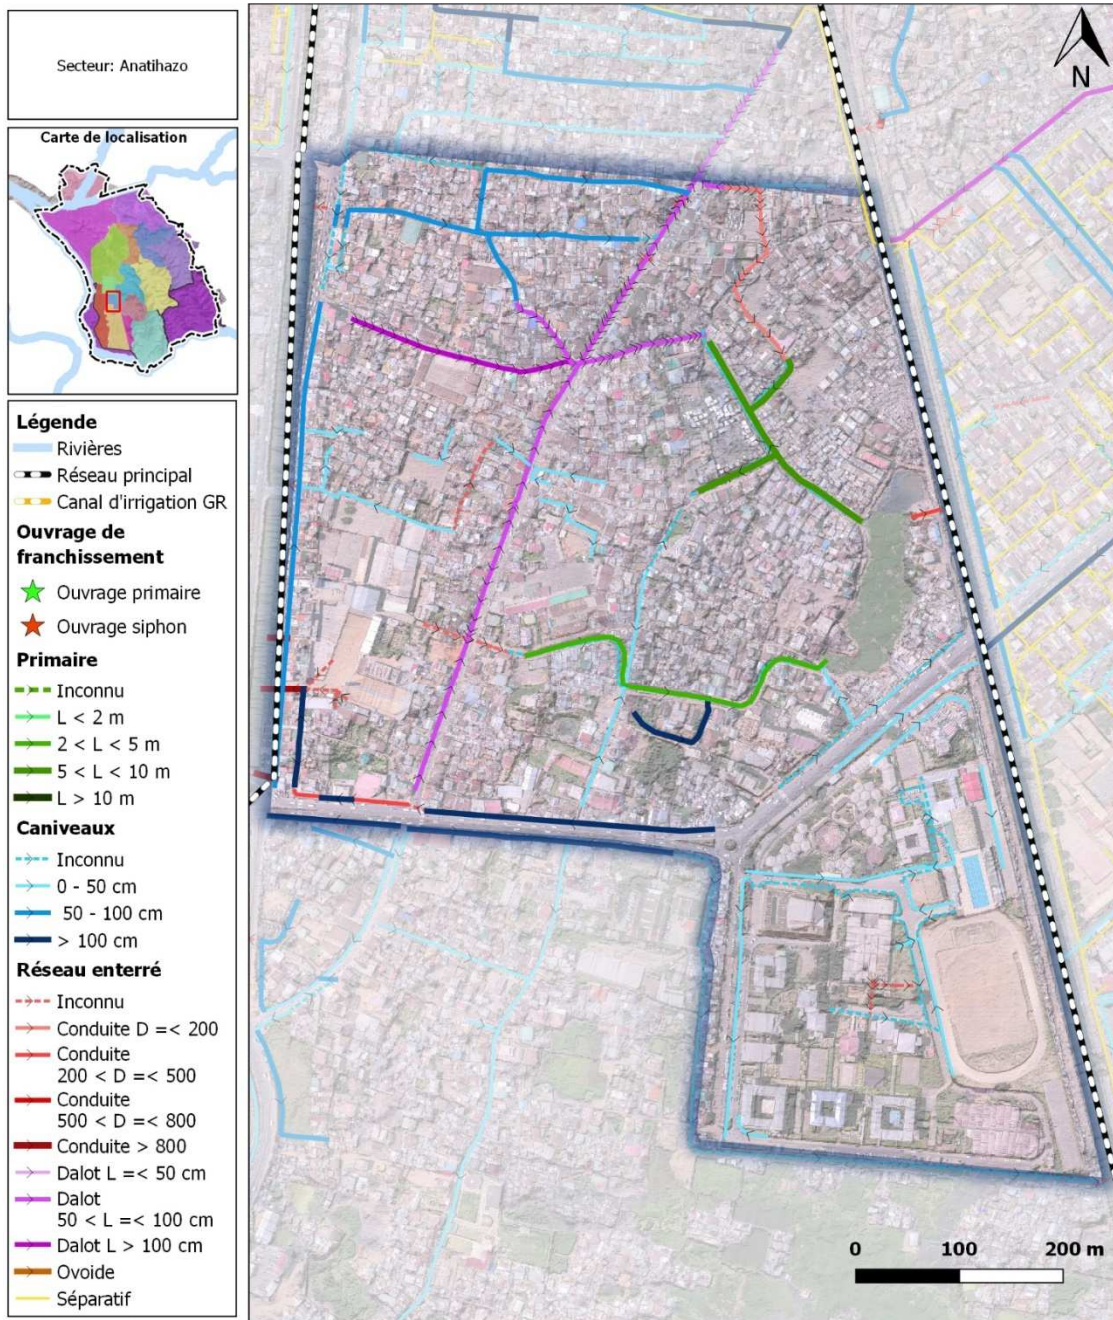 Secteur: Anatihazo
Carte de localisation
Légende
Rivières
Réseau principal
Canal d'irrigation GR
Ouvrage de
franchissement
Ouvrage primaire
Ouvrage siphon
Primaire
Inconnu
L < 2 m
2 < L < 5 m
5 < L < 10 m
L > 10 m
Caniveaux
Inconnu
0 - 50 cm
50 - 100 cm
> 100 cm
Réseau enterré
Inconnu
Conduite D =< 200
Conduite
200 < D =< 500
Conduite
500 < D =< 800
Conduite > 800
Dalot L =< 50 cm
Dalot
50 < L =< 100 cm
Dalot L > 100 cm
Ovoide
Séparatif
N
0 100 200 m